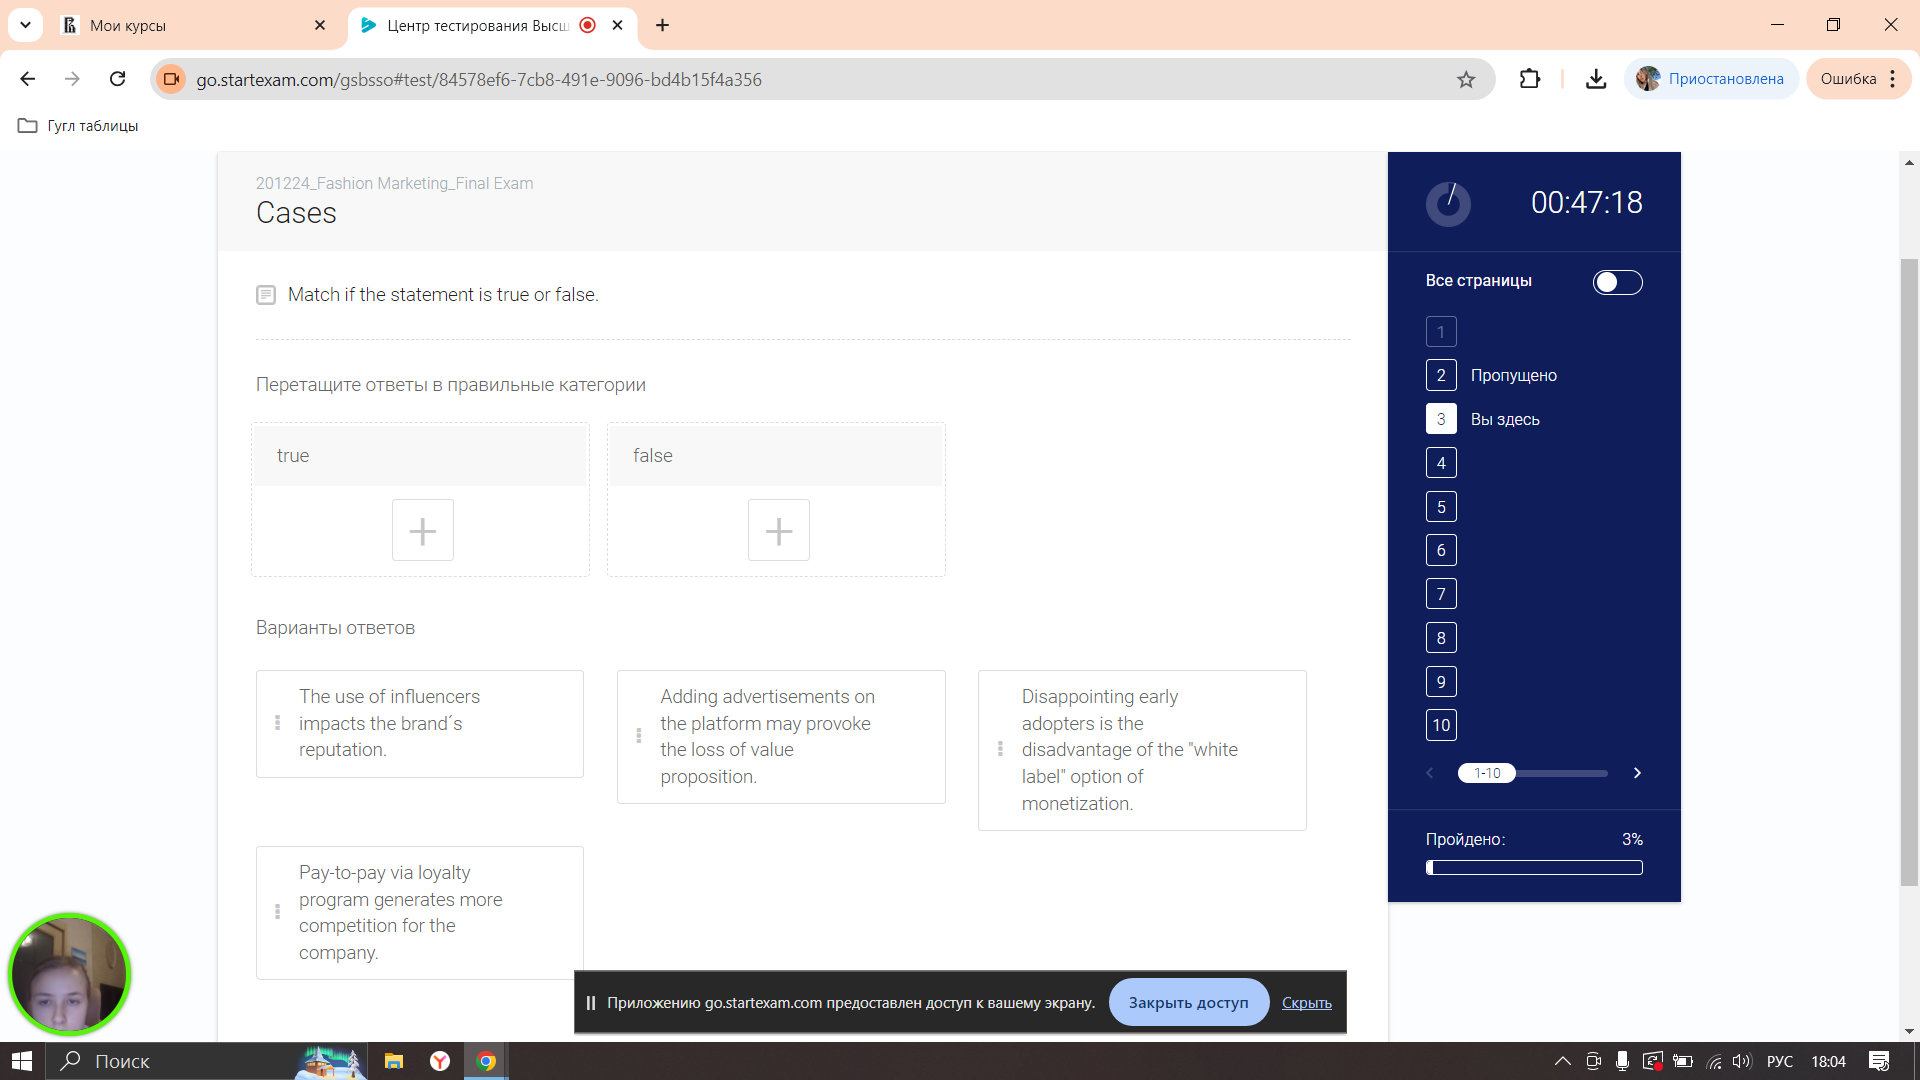 Мои курсы
Центр тестирования Высш
go.startexam.com/gsbsso#test/84578ef6-7cb8-491e-9096-bd4b15f4a356
Приостановлена
Ошибка
Гугл таблицы
201224_Fashion Marketing_Final Exam
Cases
Match if the statement is true or false.
Перетащите ответы в правильные категории
true
false
Варианты ответов
The use of influencers
impacts the brand´s
reputation.
Adding advertisements on
the platform may provoke
the loss of value
proposition.
Disappointing early
adopters is the
disadvantage of the "white
label" option of
monetization.
Pay-to-pay via loyalty
program generates more
competition for the
company.
00:47:18
Все страницы
1
2 Пропущено
3 Вы здесь
4
5
6
7
8
9
10
1-10
Пройдено: 3%
Приложению go.startexam.com предоставлен доступ к вашему экрану.
Закрыть доступ
Скрыть
Поиск
РУС
18:04